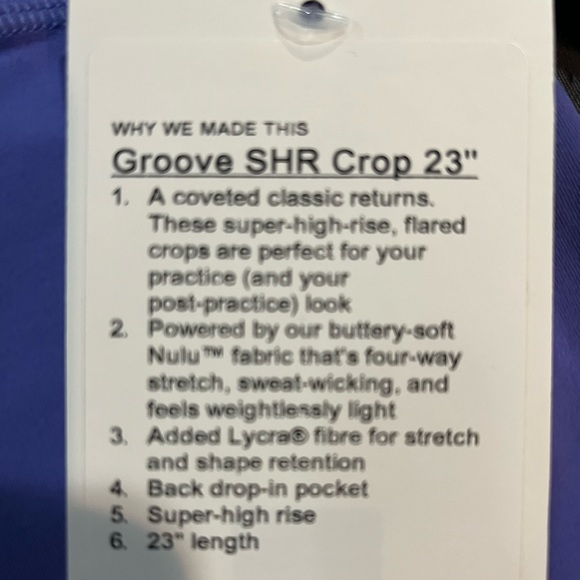 WHY WE MADE THIS
Groove SHR Crop 23"
1. A coveted classic returns.
These super-high-rise, flared
crops are perfect for your
practice (and your
post-practice) look
2. Powered by our buttery-soft
Nulu™ fabric that's four-way
stretch, sweat-wicking, and
feels weightlessly light
3. Added Lycra® fibre for stretch
and shape retention
4. Back drop-in pocket
5. Super-high rise
6. 23" length